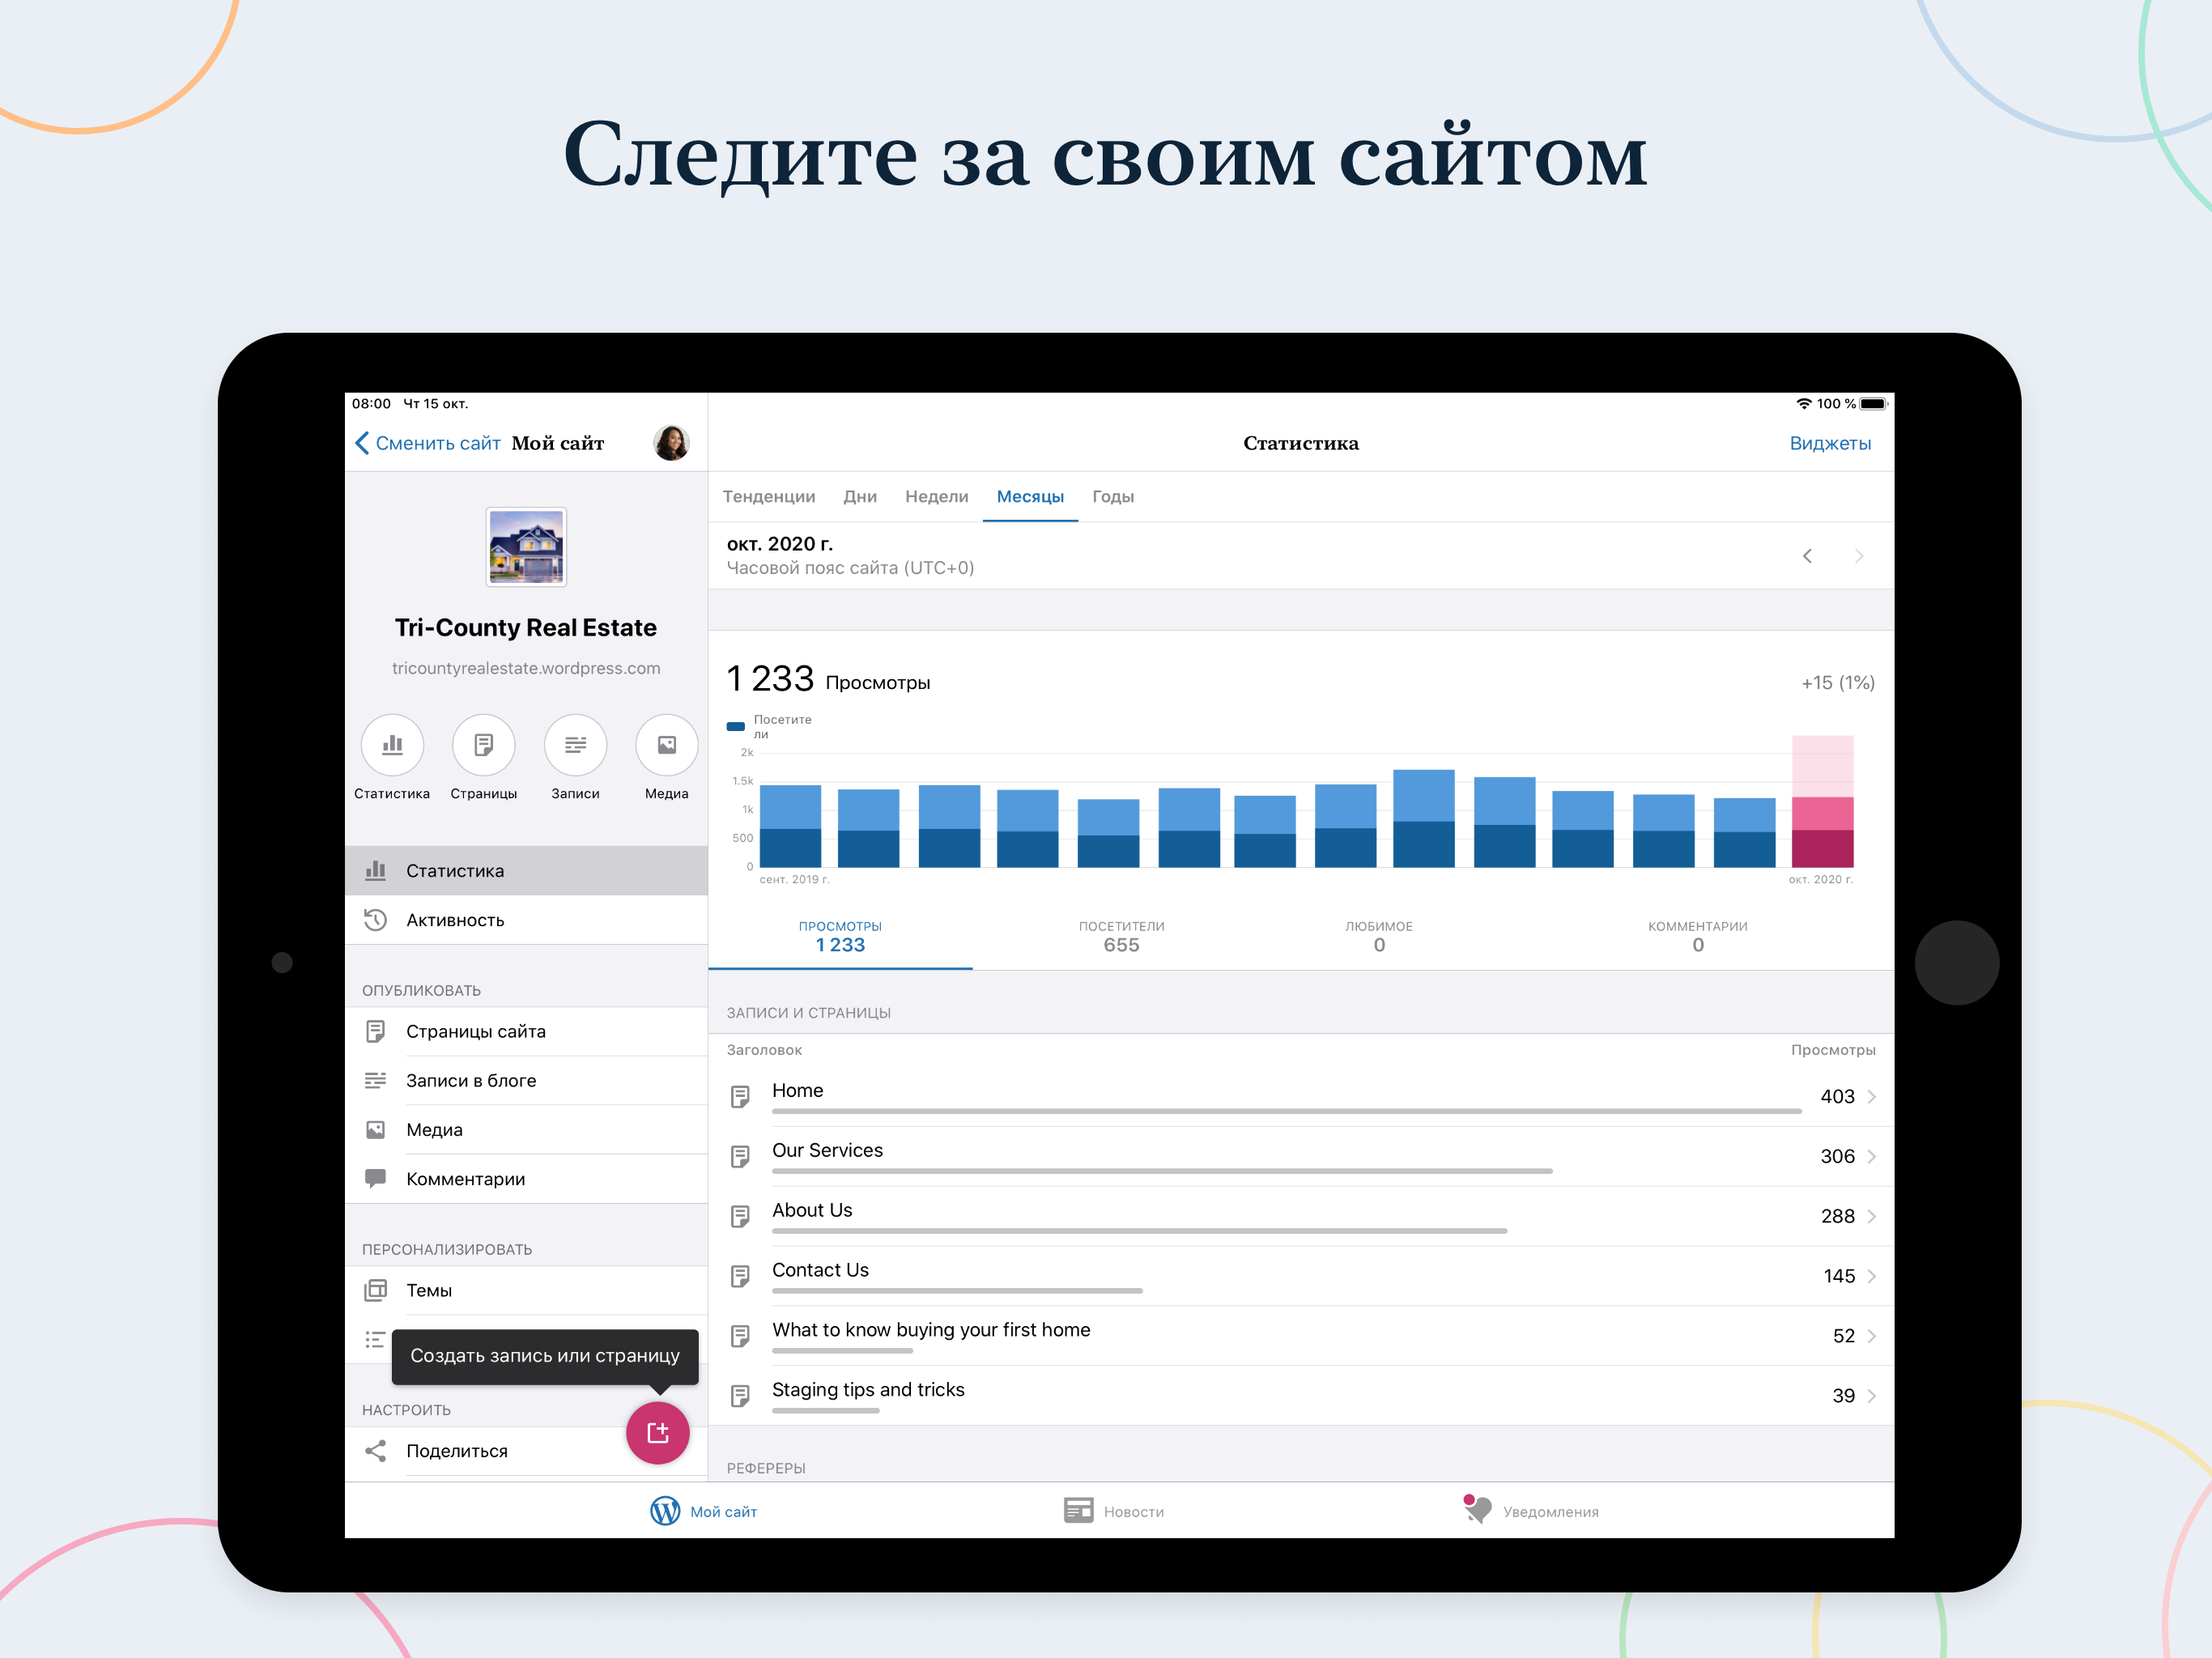 Следите за своим сайтом
08:00 Чт 15 окт.
100 %
Сменить сайт Мой сайт
Статистика
Виджеты
Tri-County Real Estate
tricountyrealestate.wordpress.com
Статистика Страницы Записи Медиа
Статистика
Активность
ОПУБЛИКОВАТЬ
Страницы сайта
Записи в блоге
Медиа
Комментарии
ПЕРСОНАЛИЗИРОВАТЬ
Темы
Создать запись или страницу
НАСТРОИТЬ
Поделиться
Тенденции Дни Недели Месяцы Годы
окт. 2020 г.
Часовой пояс сайта (UTC+0)
1 233 Просмотры
+15 (1%)
Посетите
ли
2k
1.5k
1k
500
0
сент. 2019 г.
окт. 2020 г.
ПРОСМОТРЫ ПОСЕТИТЕЛИ ЛЮБИМОЕ КОММЕНТАРИИ
1 233 655 0 0
ЗАПИСИ И СТРАНИЦЫ
Заголовок Просмотры
Home 403
Our Services 306
About Us 288
Contact Us 145
What to know buying your first home 52
Staging tips and tricks 39
РЕФЕРЕРЫ
Мой сайт Новости Уведомления